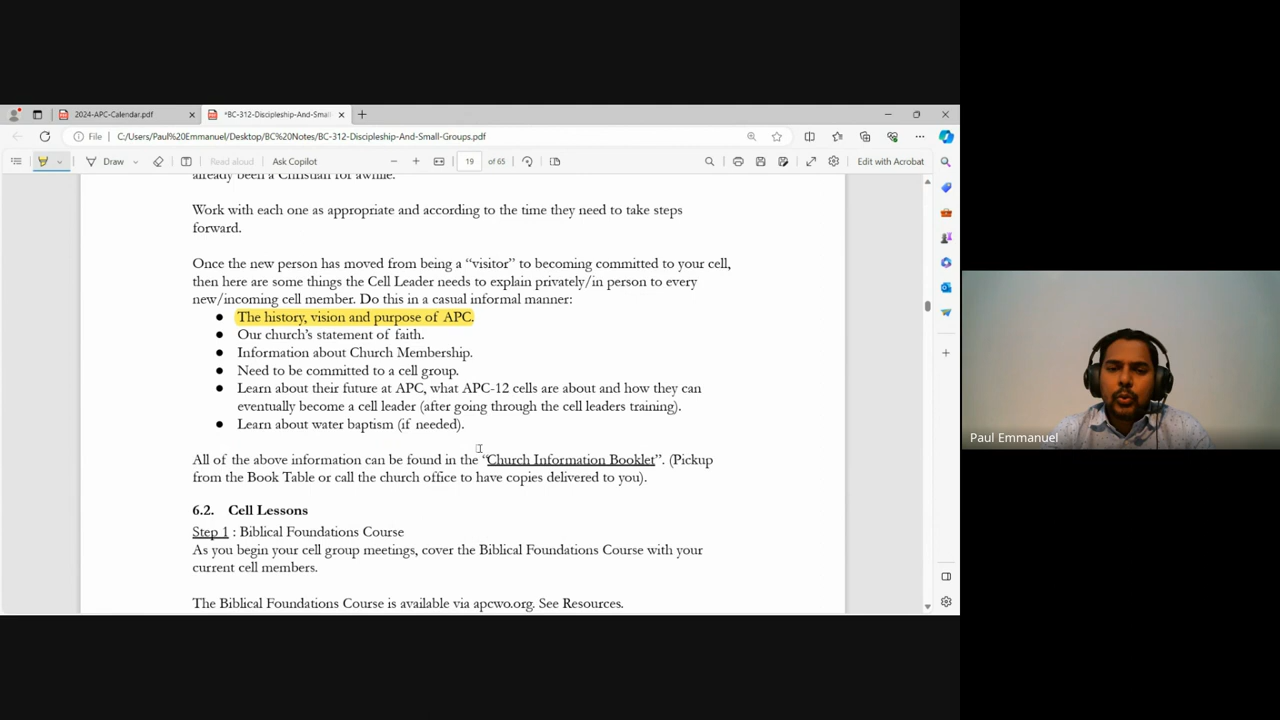 2024-APC-Calendar.pdf
*BC-312-Discipleship-And-Small-
File
C:/Users/Paul%20Emmanuel/Desktop/BC%20Notes/BC-312-Discipleship-And-Small-Groups.pdf
Draw
Read aloud
Ask Copilot
19
of 65
Edit with Acrobat
already been a Christian for awhile.
Work with each one as appropriate and according to the time they need to take steps
forward.
Once the new person has moved from being a “visitor” to becoming committed to your cell,
then here are some things the Cell Leader needs to explain privately/in person to every
new/incoming cell member. Do this in a casual informal manner:
● The history, vision and purpose of APC.
● Our church’s statement of faith.
● Information about Church Membership.
● Need to be committed to a cell group.
● Learn about their future at APC, what APC-12 cells are about and how they can
eventually become a cell leader (after going through the cell leaders training).
● Learn about water baptism (if needed).
All of the above information can be found in the “Church Information Booklet”. (Pickup
from the Book Table or call the church office to have copies delivered to you).
6.2. Cell Lessons
Step 1 : Biblical Foundations Course
As you begin your cell group meetings, cover the Biblical Foundations Course with your
current cell members.
The Biblical Foundations Course is available via apcwo.org. See Resources.
Paul Emmanuel